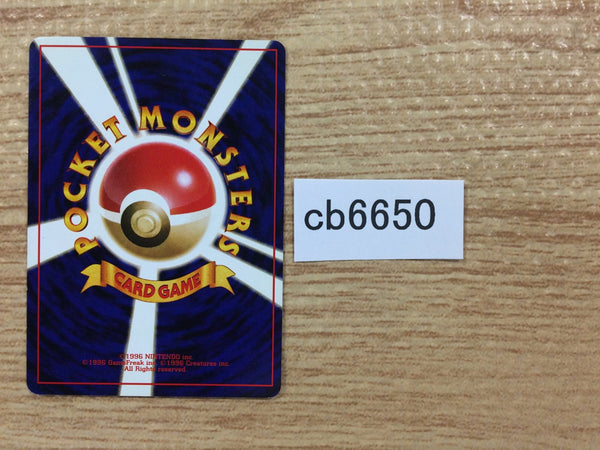 POCKET MONSTERS
CARD GAME
©1996 NINTENDO inc.
©1996 GameFreak inc. ©1996 Creatures inc.
All Rights reserved.
cb6650